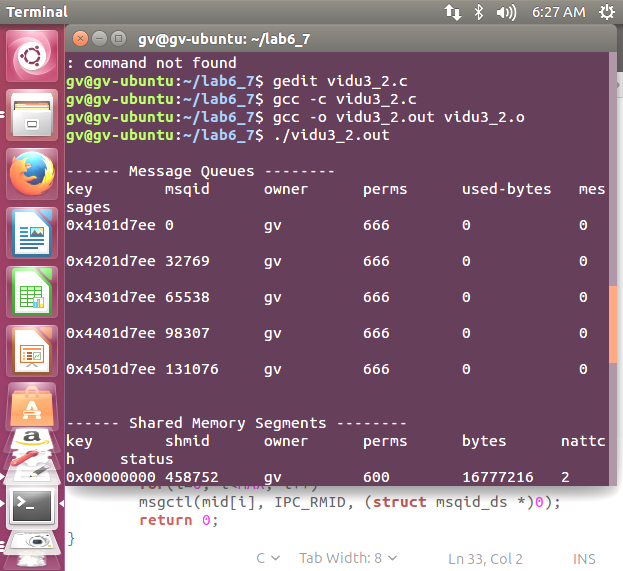 Terminal
6:27 AM
gv@gv-ubuntu: ~/lab6_7
: command not found
gv@gv-ubuntu:~/lab6_7$ gedit vidu3_2.c
gv@gv-ubuntu:~/lab6_7$ gcc -c vidu3_2.c
gv@gv-ubuntu:~/lab6_7$ gcc -o vidu3_2.out vidu3_2.o
gv@gv-ubuntu:~/lab6_7$ ./vidu3_2.out
------ Message Queues --------
key msqid owner perms used-bytes mes
sages
0x4101d7ee 0 gv 666 0 0
0x4201d7ee 32769 gv 666 0 0
0x4301d7ee 65538 gv 666 0 0
0x4401d7ee 98307 gv 666 0 0
0x4501d7ee 131076 gv 666 0 0
------ Shared Memory Segments --------
key shmid owner perms bytes nattc
h status
0x00000000 458752 gv 600 16777216 2
msgctl(mid[i], IPC_RMID, (struct msqid_ds *)0);
return 0;
}
C Tab Width: 8 Ln 33, Col 2 INS